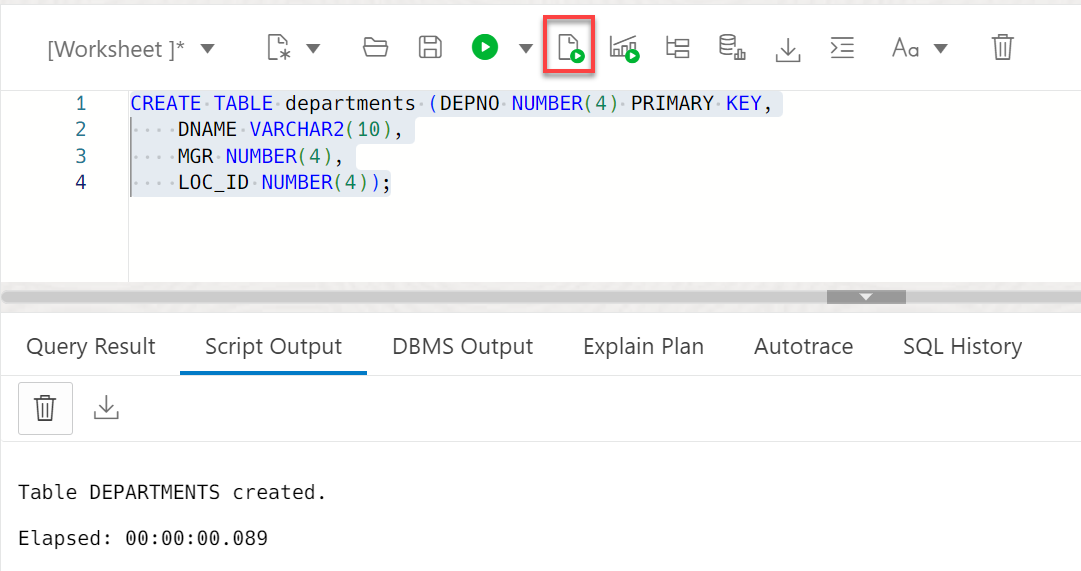 [Worksheet ]*
Aa
1 CREATE TABLE departments (DEPNO NUMBER(4) PRIMARY KEY,
2 DNAME VARCHAR2(10),
3 MGR NUMBER(4),
4 LOC_ID NUMBER(4));
Query Result Script Output DBMS Output Explain Plan Autotrace SQL History
Table DEPARTMENTS created.
Elapsed: 00:00:00.089